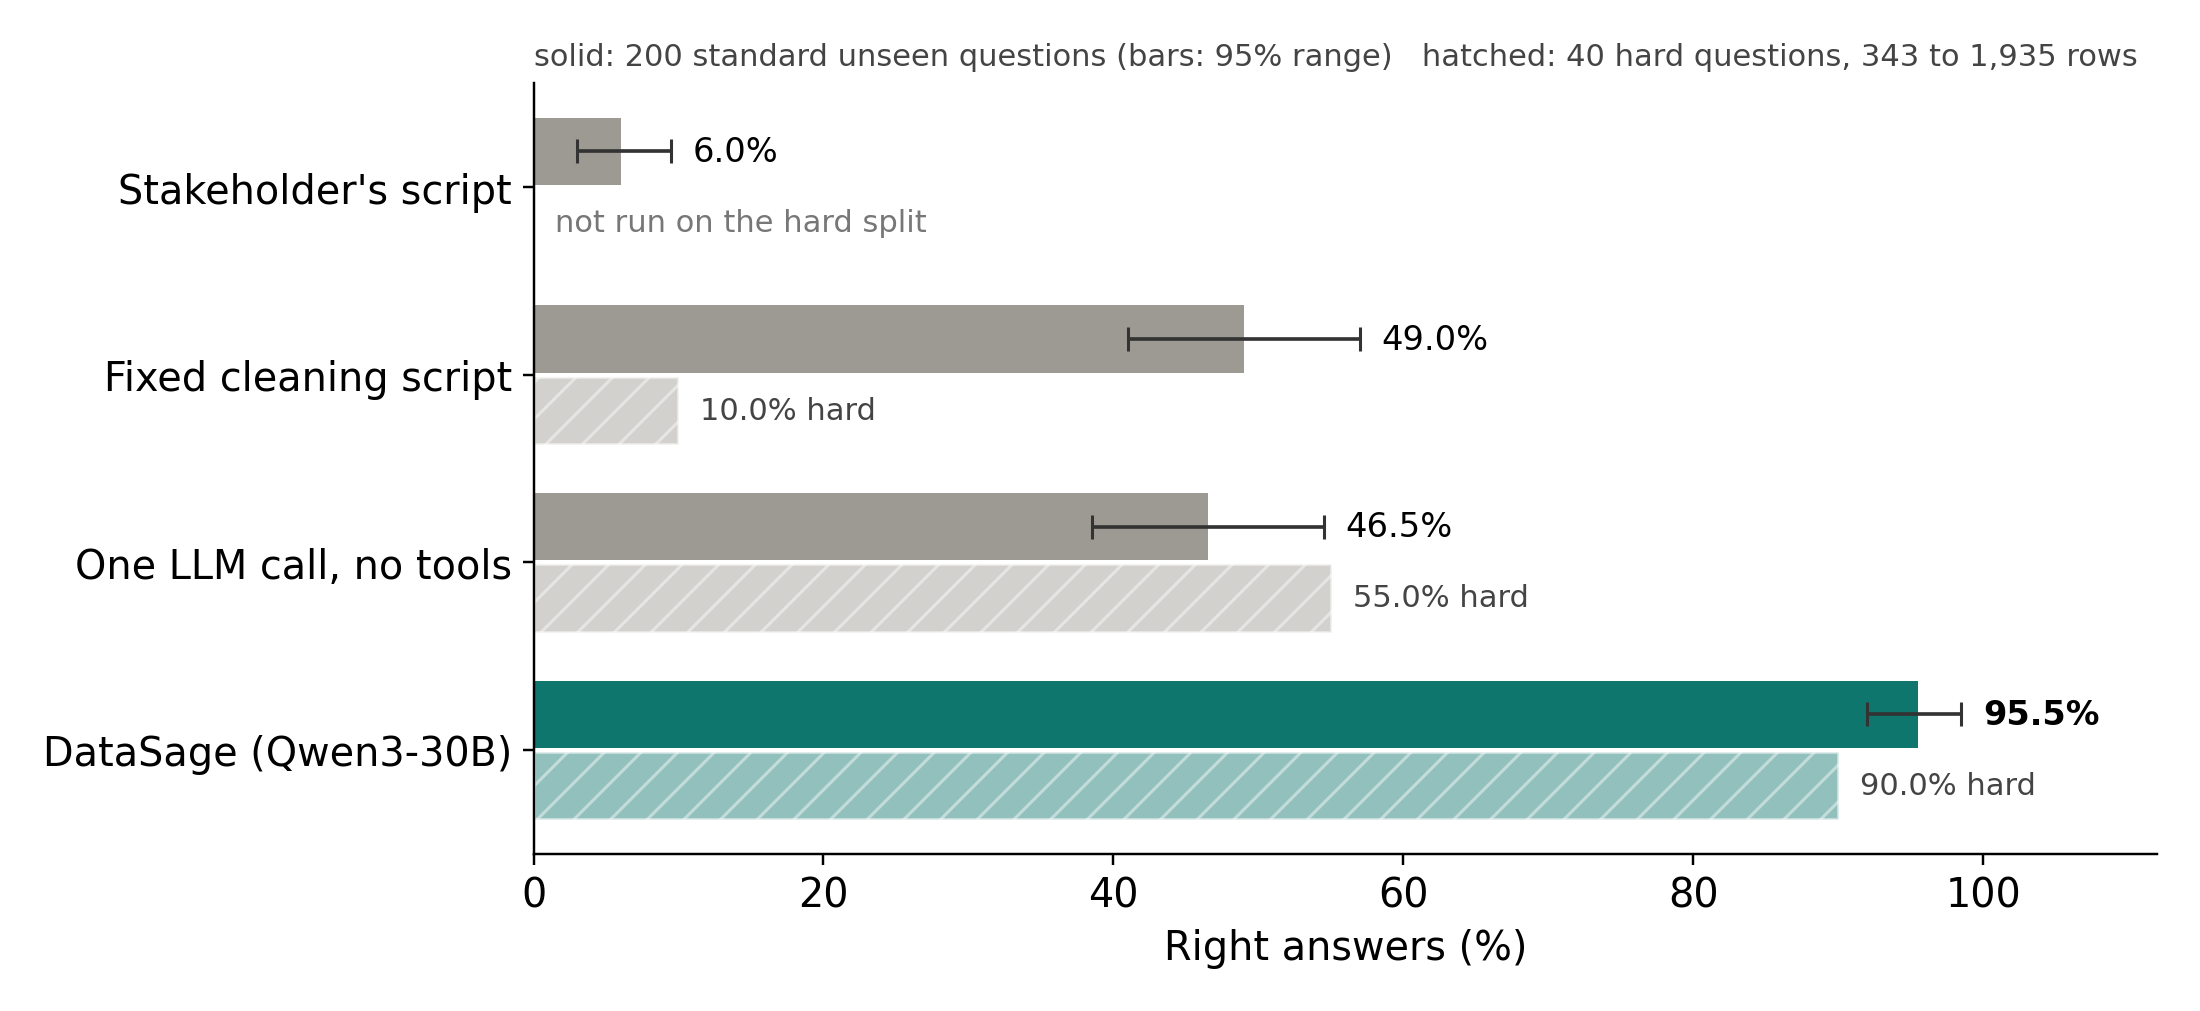 solid: 200 standard unseen questions (bars: 95% range)   hatched: 40 hard questions, 343 to 1,935 rows
Stakeholder's script
6.0%
not run on the hard split
Fixed cleaning script
49.0%
10.0% hard
One LLM call, no tools
46.5%
55.0% hard
DataSage (Qwen3-30B)
95.5%
90.0% hard
0 20 40 60 80 100
Right answers (%)